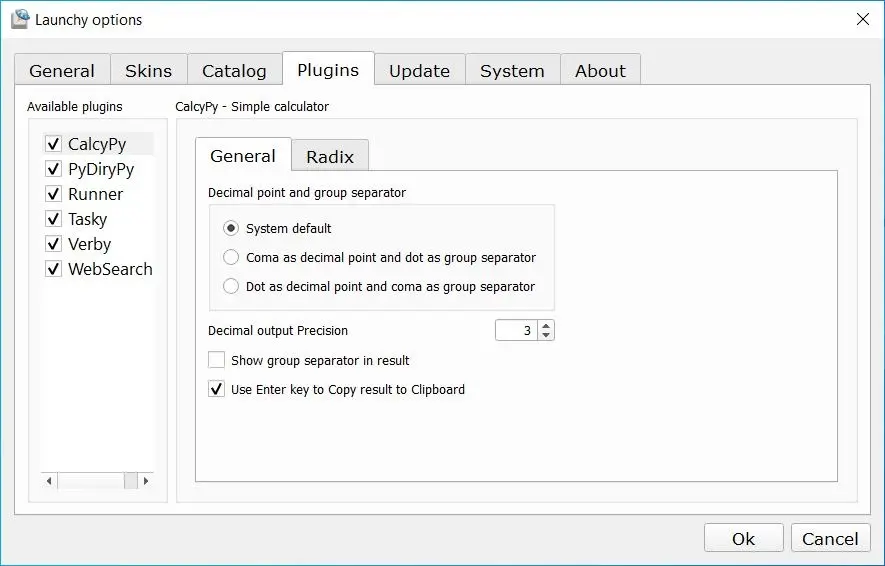 Launchy options
General Skins Catalog Plugins Update System About
Available plugins
CalcyPy
PyDiryPy
Runner
Tasky
Verby
WebSearch
CalcyPy - Simple calculator
General Radix
Decimal point and group separator
System default
Coma as decimal point and dot as group separator
Dot as decimal point and coma as group separator
Decimal output Precision 3
Show group separator in result
Use Enter key to Copy result to Clipboard
Ok Cancel